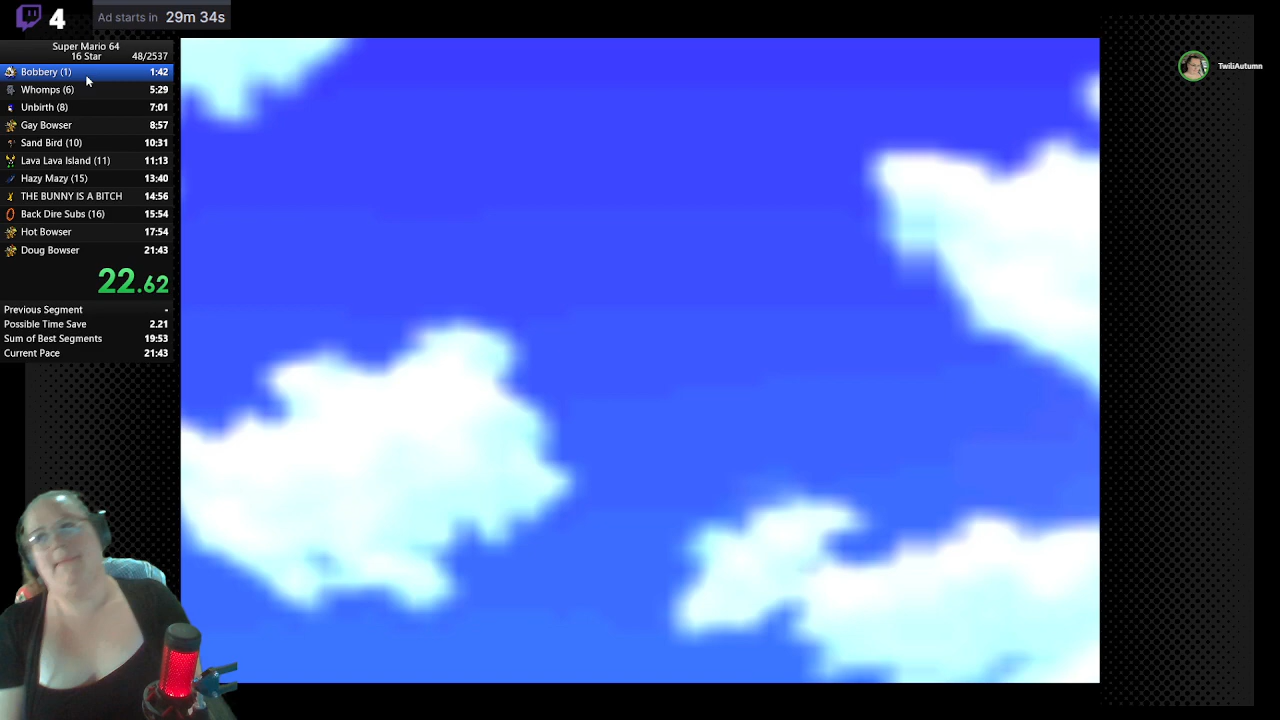 4
Ad starts in 29m 34s
Super Mario 64
16 Star 48/2537
Bobbery (1) 1:42
Whomps (6) 5:29
Unbirth (8) 7:01
Gay Bowser 8:57
Sand Bird (10) 10:31
Lava Lava Island (11) 11:13
Hazy Mazy (15) 13:40
THE BUNNY IS A BITCH 14:56
Back Dire Subs (16) 15:54
Hot Bowser 17:54
Doug Bowser 21:43
22.62
Previous Segment -
Possible Time Save 2.21
Sum of Best Segments 19:53
Current Pace 21:43
TwiliAutumn